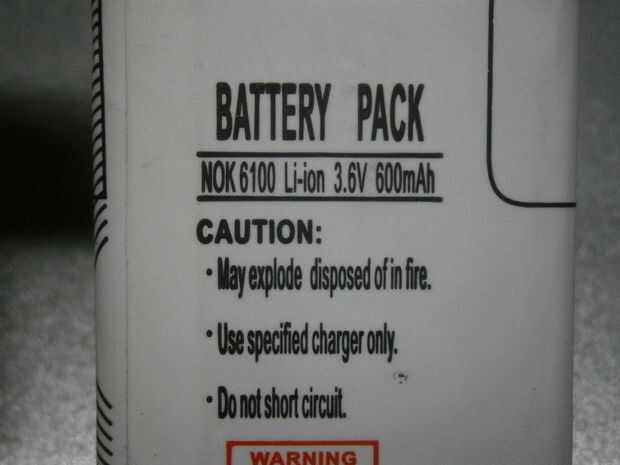 BATTERY PACK
NOK 6100 Li-ion 3.6V 600mAh
CAUTION:
· May explode disposed of in fire.
· Use specified charger only.
· Do not short circuit.
WARNING